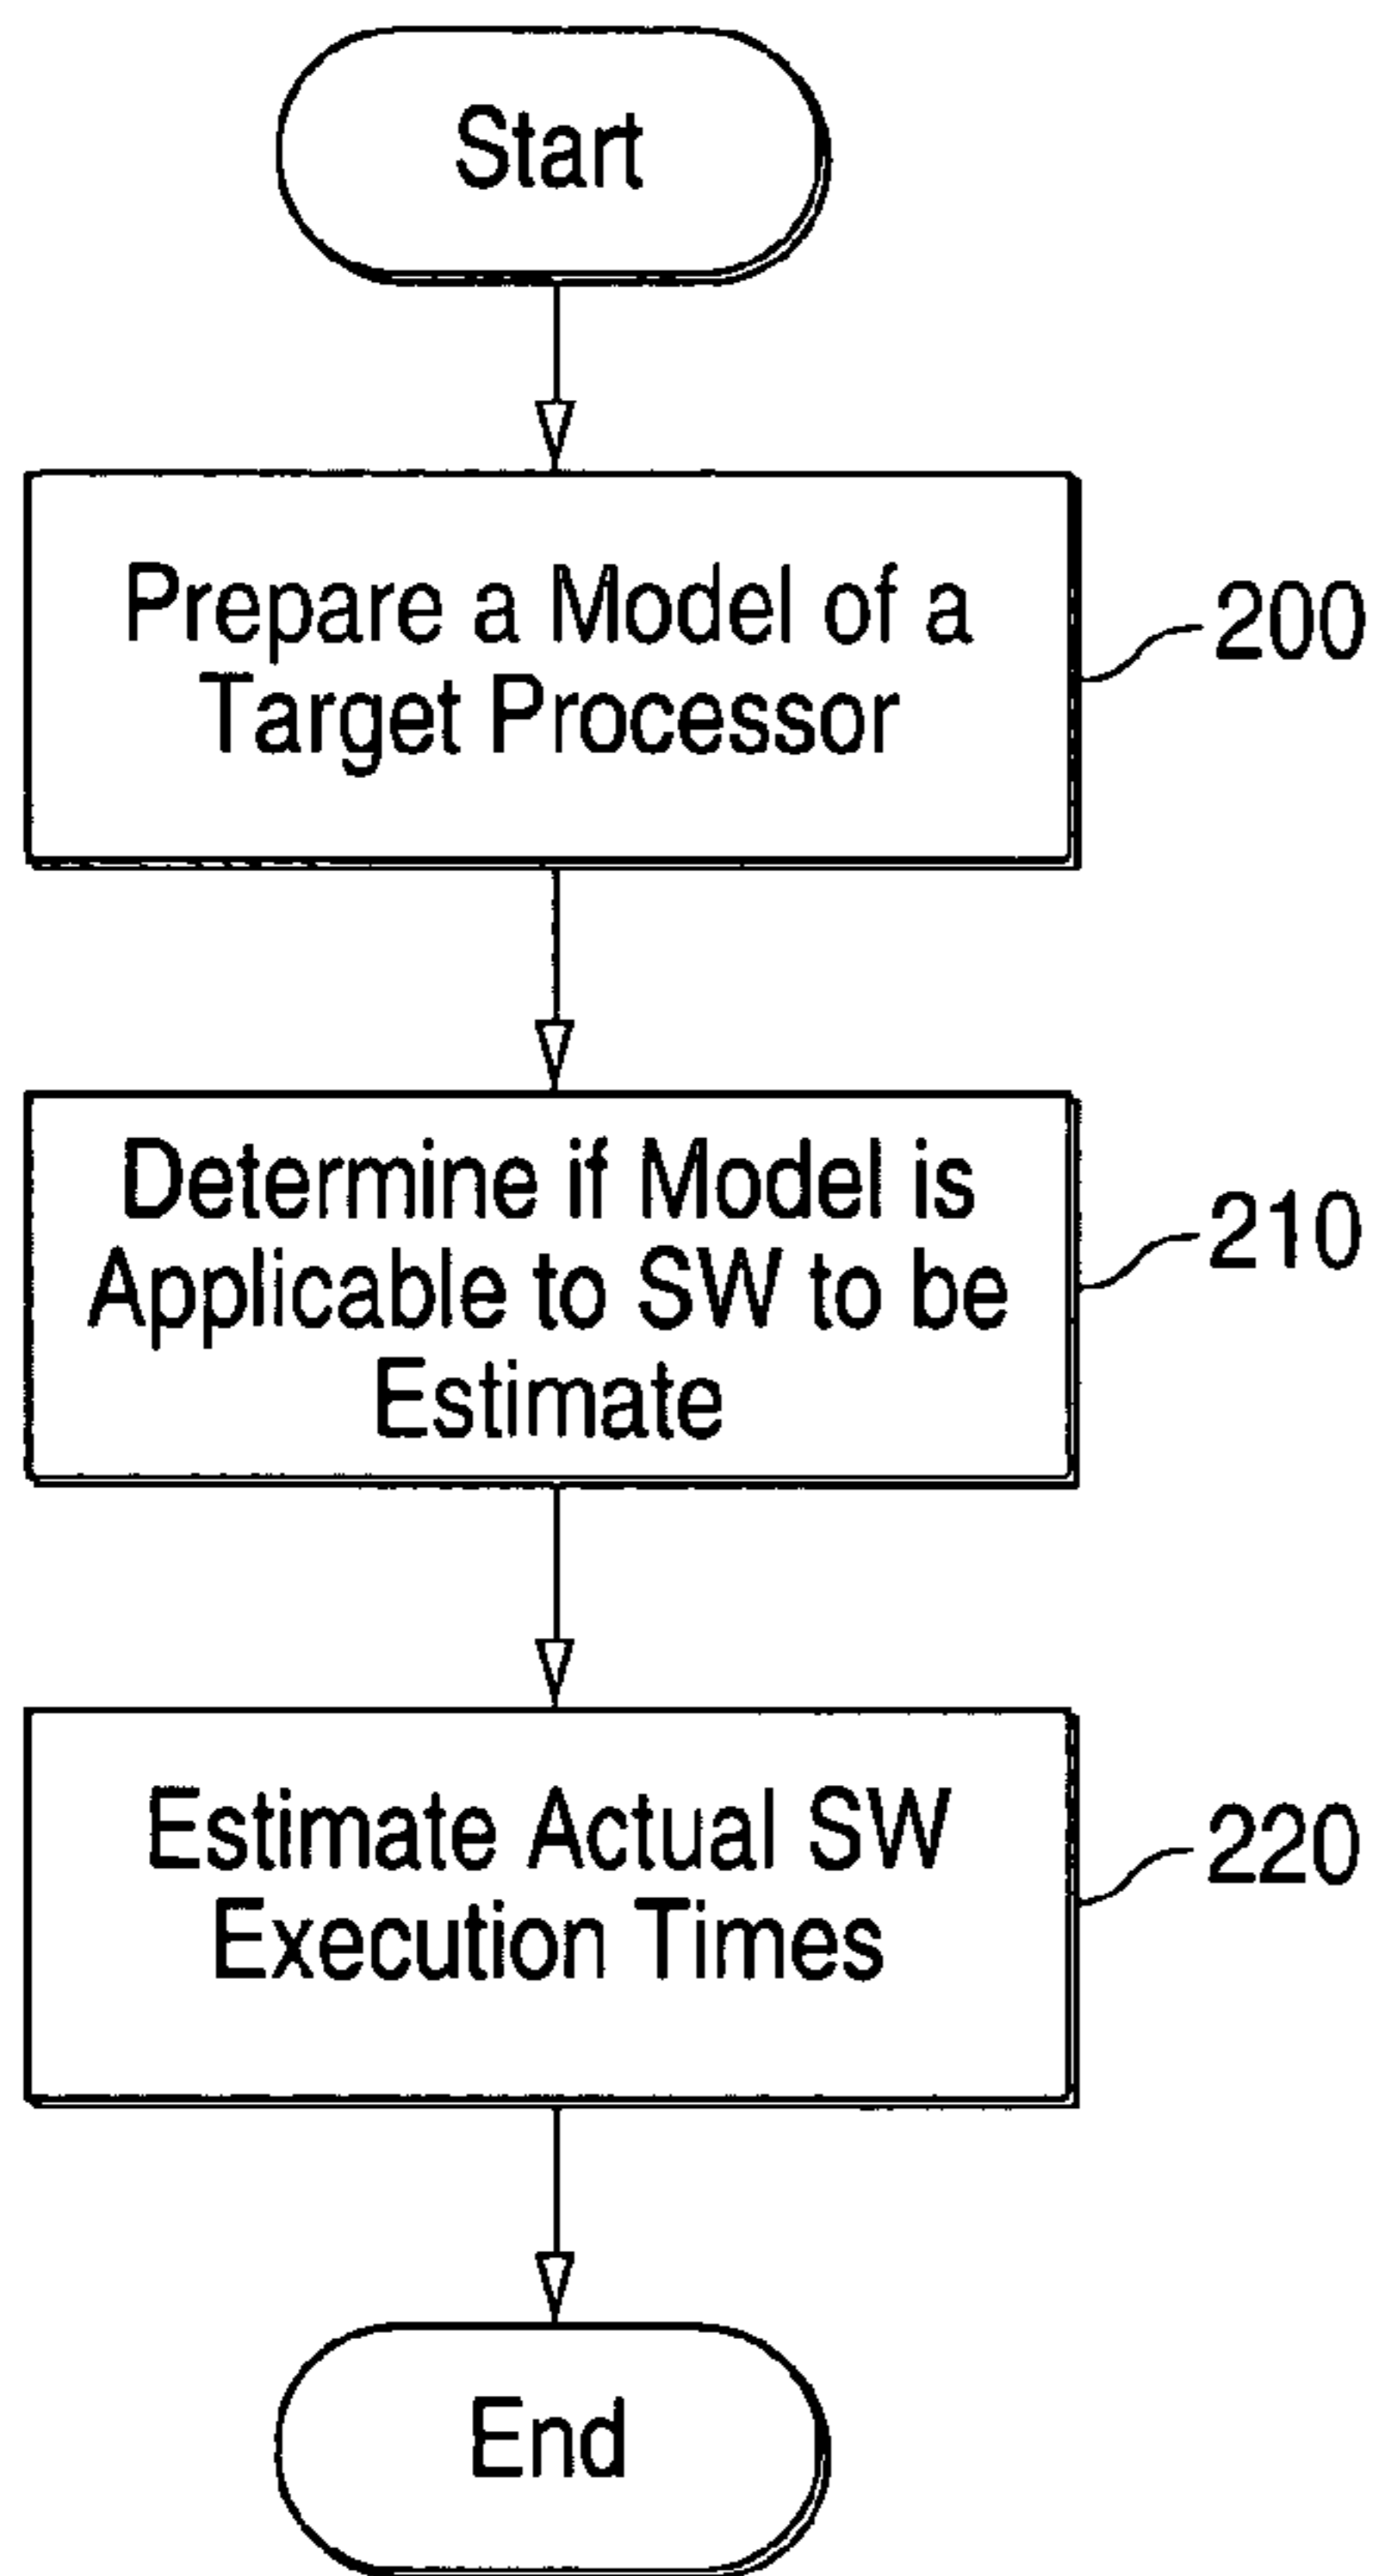 Start
Prepare a Model of a
Target Processor
200
Determine if Model is
Applicable to SW to be
Estimate
210
Estimate Actual SW
Execution Times
220
End